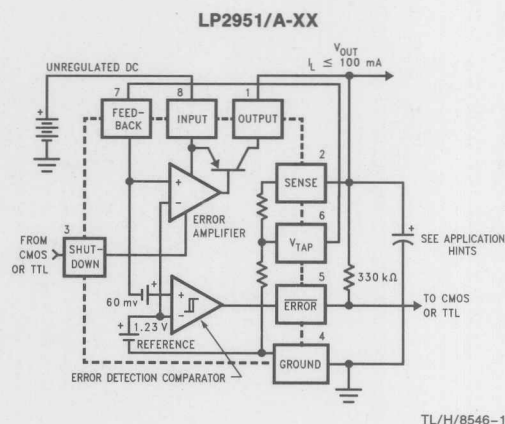 LP2951/A-XX
UNREGULATED DC
V_OUT
I_L ≤ 100 mA
7
8
1
FEED-
BACK
INPUT
OUTPUT
+
2
SENSE
+
−
ERROR
AMPLIFIER
6
V_TAP
3
FROM
CMOS
OR TTL
SHUT-
DOWN
+
SEE APPLICATION
HINTS
5
330 kΩ
60 mv
+
+
−
ERROR
TO CMOS
OR TTL
+
1.23 V
REFERENCE
4
GROUND
ERROR DETECTION COMPARATOR
TL/H/8546–1